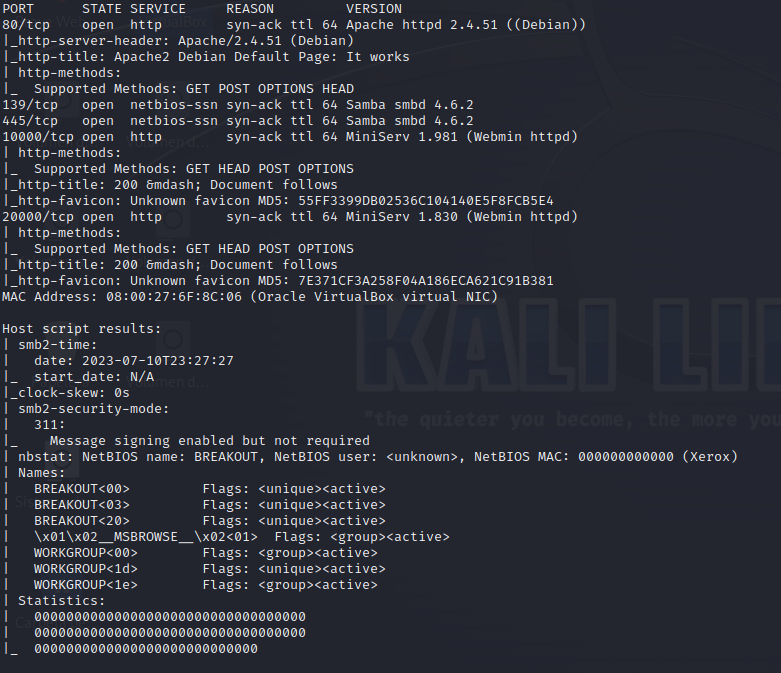 PORT      STATE SERVICE     REASON         VERSION
80/tcp    open  http        syn-ack ttl 64 Apache httpd 2.4.51 ((Debian))
|_http-server-header: Apache/2.4.51 (Debian)
|_http-title: Apache2 Debian Default Page: It works
| http-methods:
|_  Supported Methods: GET POST OPTIONS HEAD
139/tcp   open  netbios-ssn syn-ack ttl 64 Samba smbd 4.6.2
445/tcp   open  netbios-ssn syn-ack ttl 64 Samba smbd 4.6.2
10000/tcp open  http        syn-ack ttl 64 MiniServ 1.981 (Webmin httpd)
| http-methods:
|_  Supported Methods: GET HEAD POST OPTIONS
|_http-title: 200 &mdash; Document follows
|_http-favicon: Unknown favicon MD5: 55FF3399DB02536C104140E5F8FCB5E4
20000/tcp open  http        syn-ack ttl 64 MiniServ 1.830 (Webmin httpd)
| http-methods:
|_  Supported Methods: GET HEAD POST OPTIONS
|_http-title: 200 &mdash; Document follows
|_http-favicon: Unknown favicon MD5: 7E371CF3A258F04A186ECA621C91B381
MAC Address: 08:00:27:6F:8C:06 (Oracle VirtualBox virtual NIC)
Host script results:
| smb2-time:
|   date: 2023-07-10T23:27:27
|_  start_date: N/A
|_clock-skew: 0s
| smb2-security-mode:
|   311:
|_    Message signing enabled but not required
| nbstat: NetBIOS name: BREAKOUT, NetBIOS user: <unknown>, NetBIOS MAC: 000000000000 (Xerox)
| Names:
|   BREAKOUT<00>         Flags: <unique><active>
|   BREAKOUT<03>         Flags: <unique><active>
|   BREAKOUT<20>         Flags: <unique><active>
|   \x01\x02__MSBROWSE__\x02<01>  Flags: <group><active>
|   WORKGROUP<00>        Flags: <group><active>
|   WORKGROUP<1d>        Flags: <unique><active>
|   WORKGROUP<1e>        Flags: <group><active>
| Statistics:
|   0000000000000000000000000000000000
|   0000000000000000000000000000000000
|_  0000000000000000000000000000
KALI LI
"the quieter you become, the more you